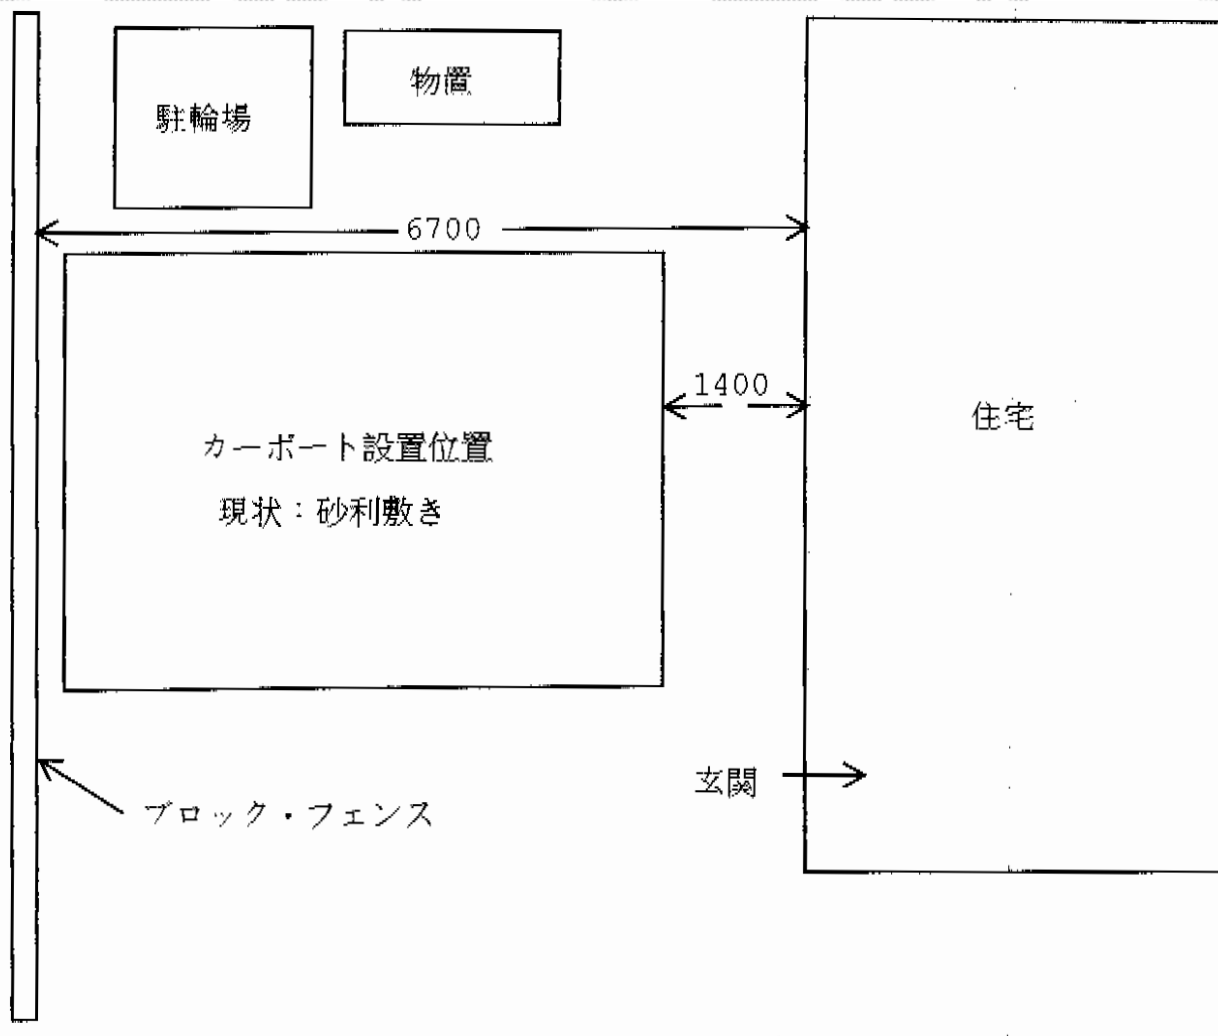 物置
駐輪場
6700
1400
住宅
カーポート設置位置
現状：砂利敷き
玄関
ブロック・フェンス